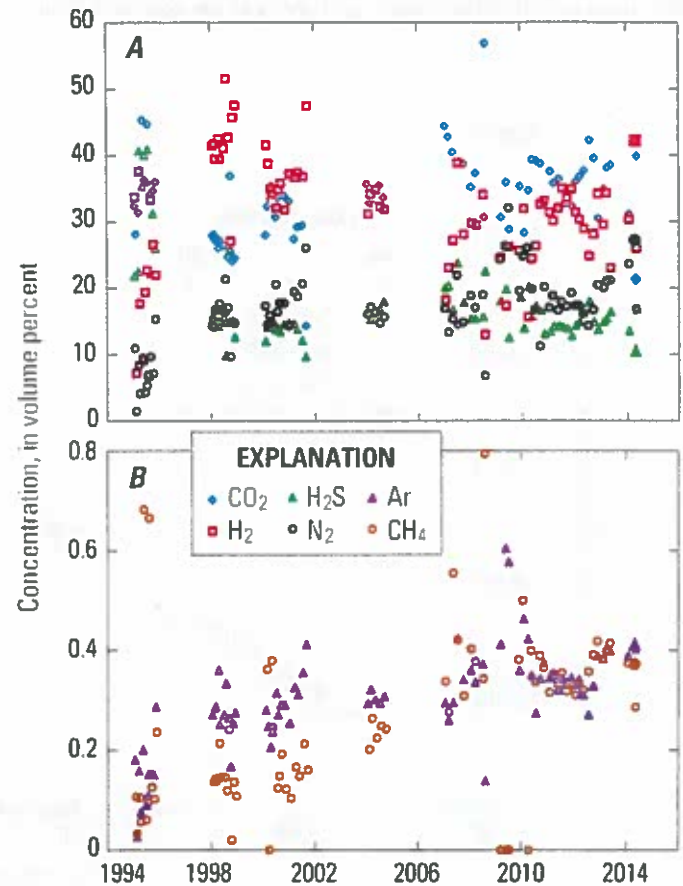 60
A
50
40
30
20
10
0
Concentration, in volume percent
0.8
B
EXPLANATION
CO₂ H₂S Ar
H₂ N₂ CH₄
0.6
0.4
0.2
0
1994 1998 2002 2006 2010 2014